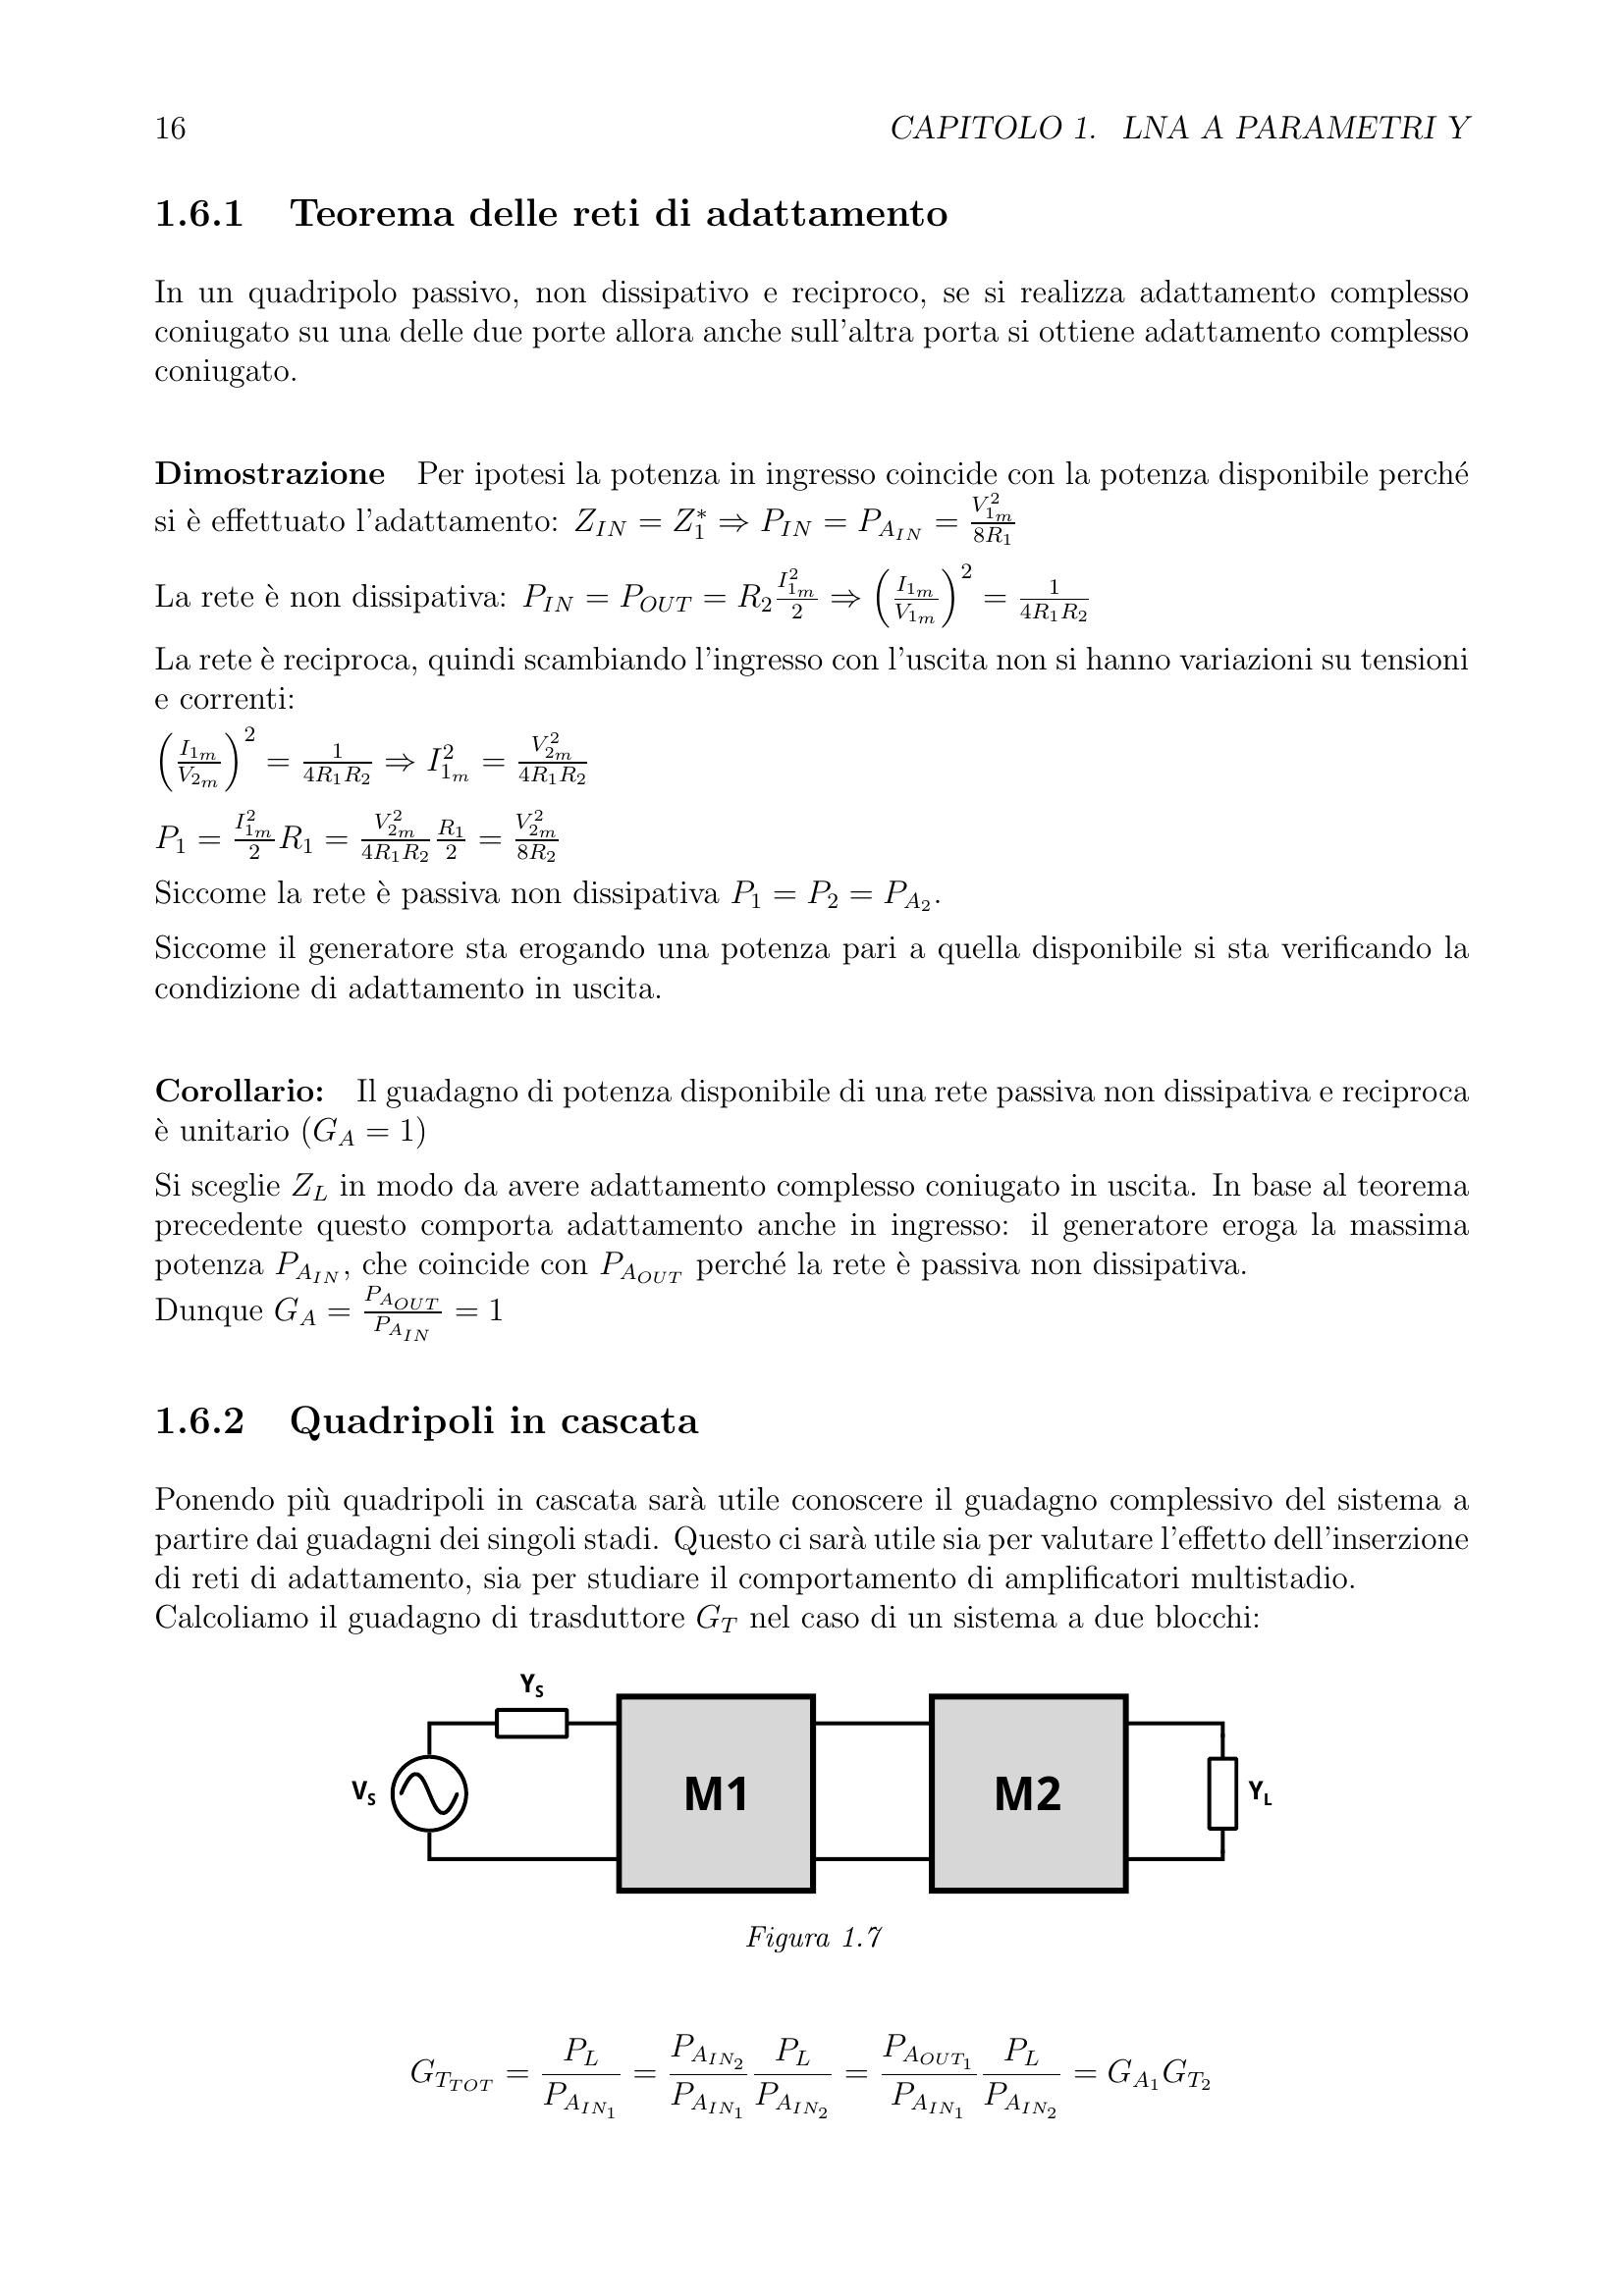 16 CAPITOLO 1. LNA A PARAMETRI Y
1.6.1 Teorema delle reti di adattamento
In un quadripolo passivo, non dissipativo e reciproco, se si realizza adattamento complesso
coniugato su una delle due porte allora anche sull'altra porta si ottiene adattamento complesso
coniugato.
Dimostrazione Per ipotesi la potenza in ingresso coincide con la potenza disponibile perché
si è effettuato l'adattamento: $Z_{IN} = Z_1^* \Rightarrow P_{IN} = P_{A_{IN}} = \frac{V_{1_m}^2}{8R_1}$
La rete è non dissipativa: $P_{IN} = P_{OUT} = R_2 \frac{I_{1_m}^2}{2} \Rightarrow \left(\frac{I_{1_m}}{V_{1_m}}\right)^2 = \frac{1}{4R_1R_2}$
La rete è reciproca, quindi scambiando l'ingresso con l'uscita non si hanno variazioni su tensioni
e correnti:
$\left(\frac{I_{1_m}}{V_{2_m}}\right)^2 = \frac{1}{4R_1R_2} \Rightarrow I_{1_m}^2 = \frac{V_{2_m}^2}{4R_1R_2}$
$P_1 = \frac{I_{1_m}^2}{2} R_1 = \frac{V_{2_m}^2}{4R_1R_2} \frac{R_1}{2} = \frac{V_{2_m}^2}{8R_2}$
Siccome la rete è passiva non dissipativa $P_1 = P_2 = P_{A_2}$.
Siccome il generatore sta erogando una potenza pari a quella disponibile si sta verificando la
condizione di adattamento in uscita.
Corollario: Il guadagno di potenza disponibile di una rete passiva non dissipativa e reciproca
è unitario ($G_A = 1$)
Si sceglie $Z_L$ in modo da avere adattamento complesso coniugato in uscita. In base al teorema
precedente questo comporta adattamento anche in ingresso: il generatore eroga la massima
potenza $P_{A_{IN}}$, che coincide con $P_{A_{OUT}}$ perché la rete è passiva non dissipativa.
Dunque $G_A = \frac{P_{A_{OUT}}}{P_{A_{IN}}} = 1$
1.6.2 Quadripoli in cascata
Ponendo più quadripoli in cascata sarà utile conoscere il guadagno complessivo del sistema a
partire dai guadagni dei singoli stadi. Questo ci sarà utile sia per valutare l'effetto dell'inserzione
di reti di adattamento, sia per studiare il comportamento di amplificatori multistadio.
Calcoliamo il guadagno di trasduttore $G_T$ nel caso di un sistema a due blocchi:
$Y_S$
$V_S$ M1 M2 $Y_L$
Figura 1.7
$G_{T_{TOT}} = \frac{P_L}{P_{A_{IN_1}}} = \frac{P_{A_{IN_2}}}{P_{A_{IN_1}}} \frac{P_L}{P_{A_{IN_2}}} = \frac{P_{A_{OUT_1}}}{P_{A_{IN_1}}} \frac{P_L}{P_{A_{IN_2}}} = G_{A_1} G_{T_2}$